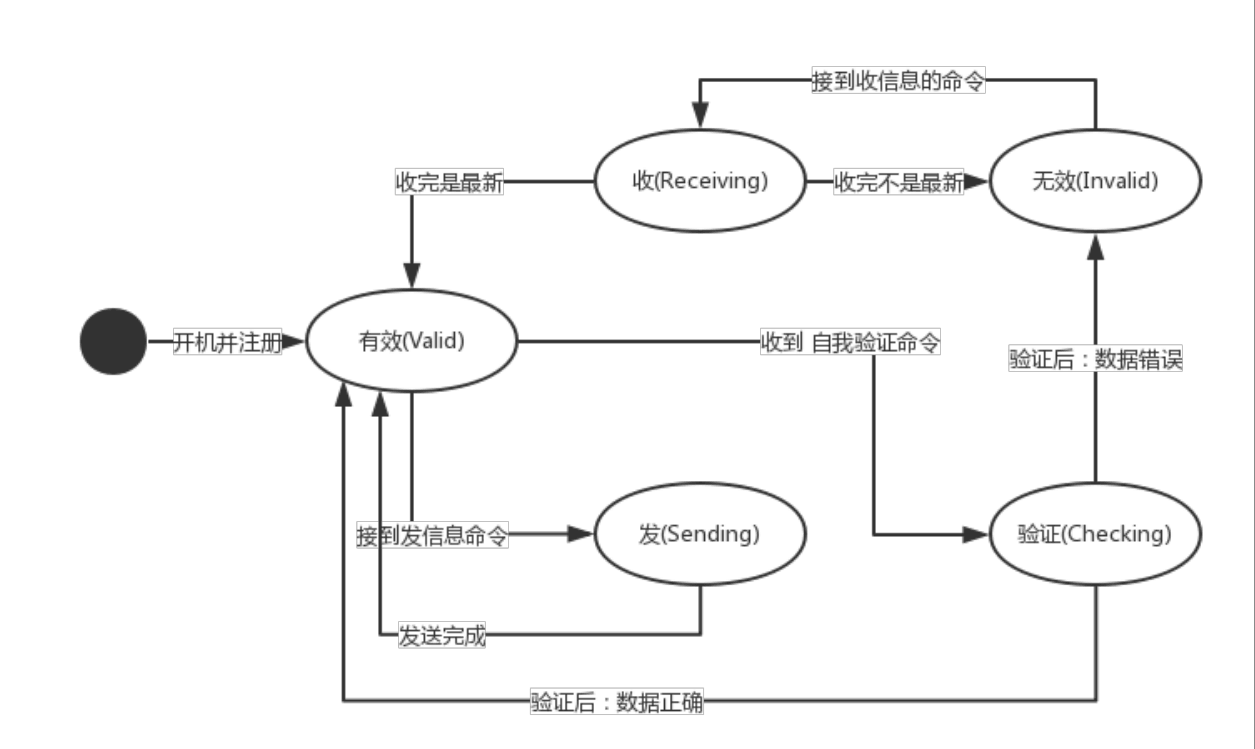 接到收信息的命令
收完是最新
收(Receiving)
收完不是最新
无效(Invalid)
开机并注册
有效(Valid)
收到 自我验证命令
验证后：数据错误
接到发信息命令
发(Sending)
验证(Checking)
发送完成
验证后：数据正确